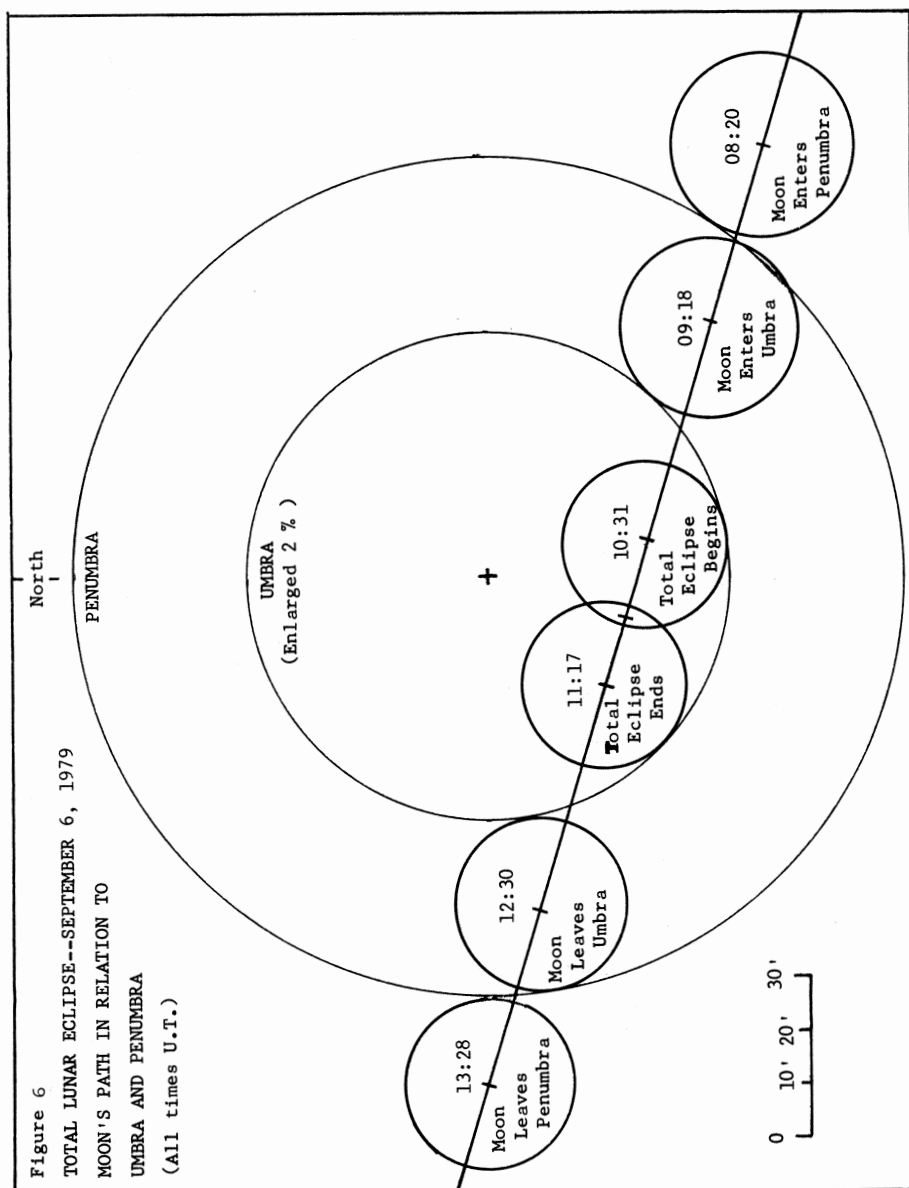 Figure 6
TOTAL LUNAR ECLIPSE--SEPTEMBER 6, 1979
MOON'S PATH IN RELATION TO
UMBRA AND PENUMBRA
(All times U.T.)
North
PENUMBRA
UMBRA
(Enlarged 2 % )
13:28
Moon
Leaves
Penumbra
12:30
Moon
Leaves
Umbra
11:17
Total
Eclipse
Ends
10:31
Total
Eclipse
Begins
09:18
Moon
Enters
Umbra
08:20
Moon
Enters
Penumbra
0 10' 20' 30'